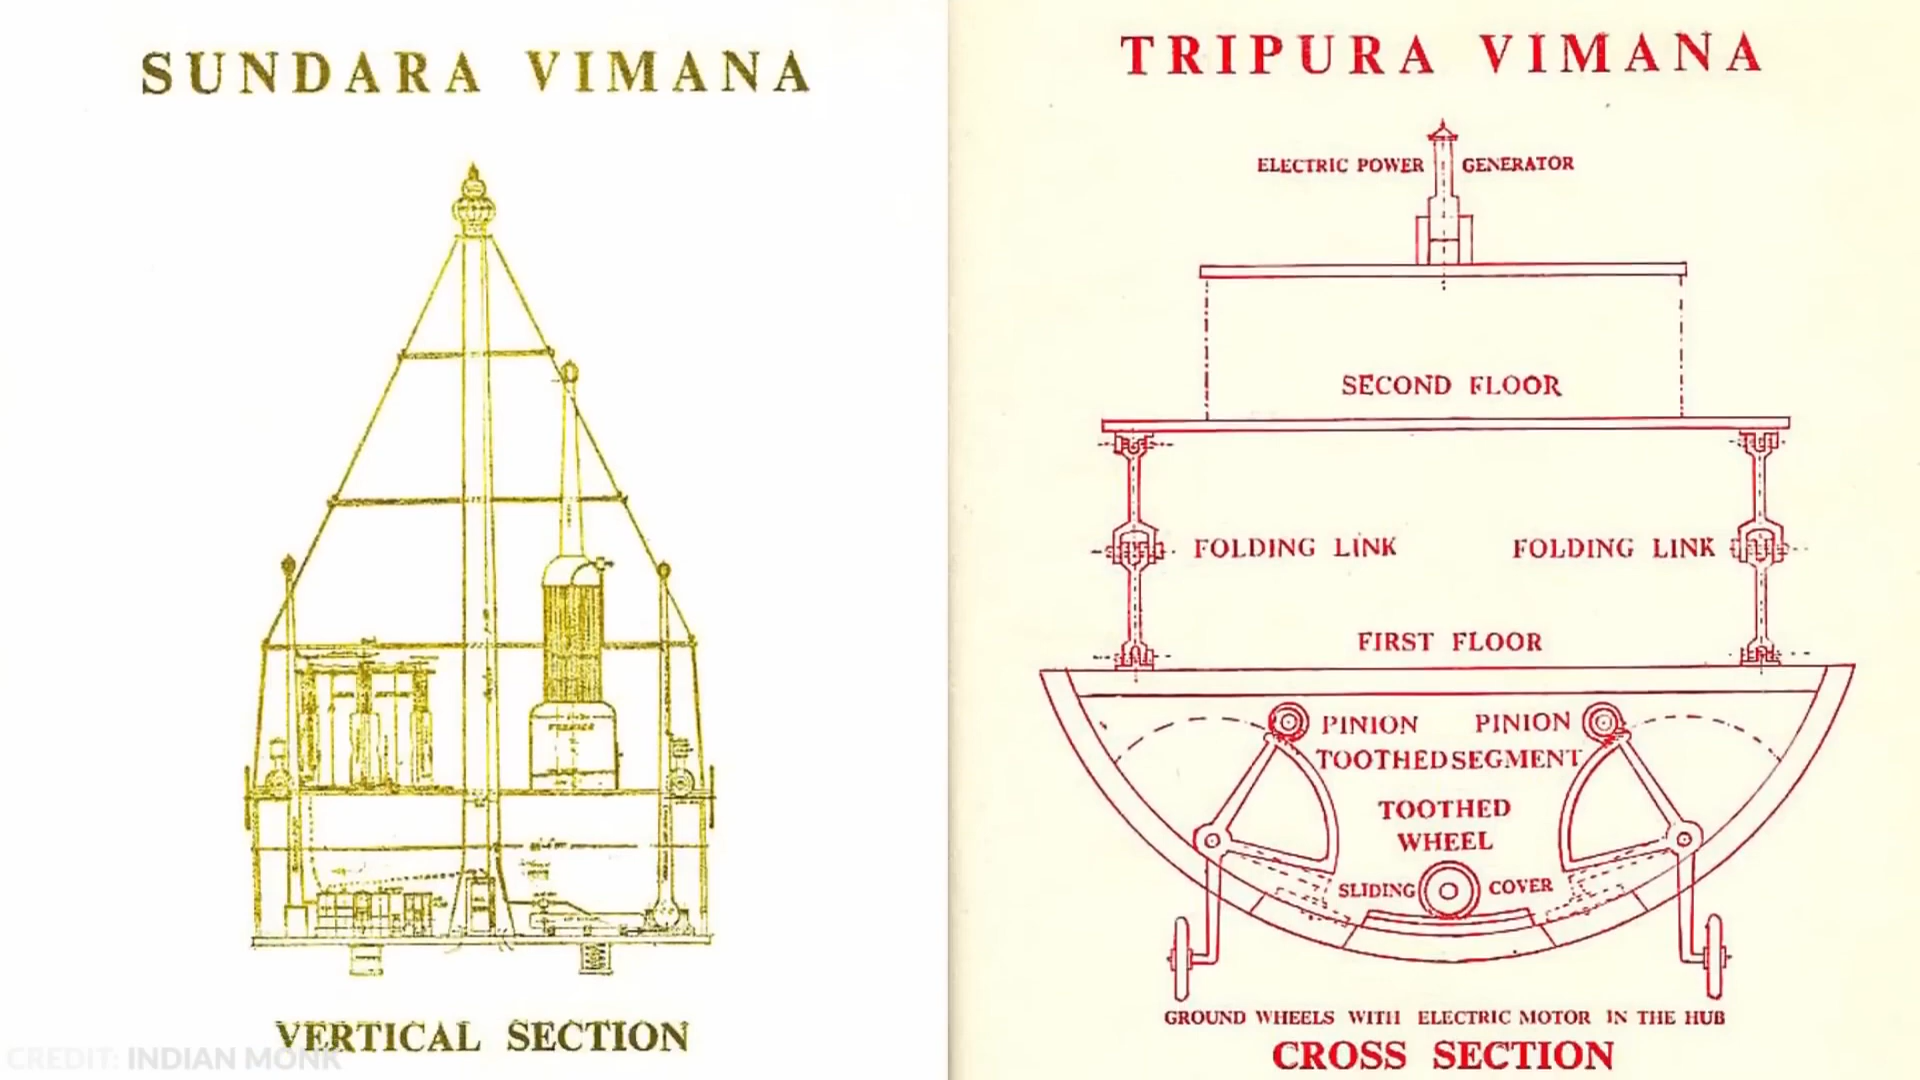 SUNDARA VIMANA
VERTICAL SECTION
CREDIT: INDIAN MONK
TRIPURA VIMANA
ELECTRIC POWER GENERATOR
SECOND FLOOR
FOLDING LINK FOLDING LINK
FIRST FLOOR
PINION PINION
TOOTHED SEGMENT
TOOTHED
WHEEL
SLIDING COVER
GROUND WHEELS WITH ELECTRIC MOTOR IN THE HUB
CROSS SECTION